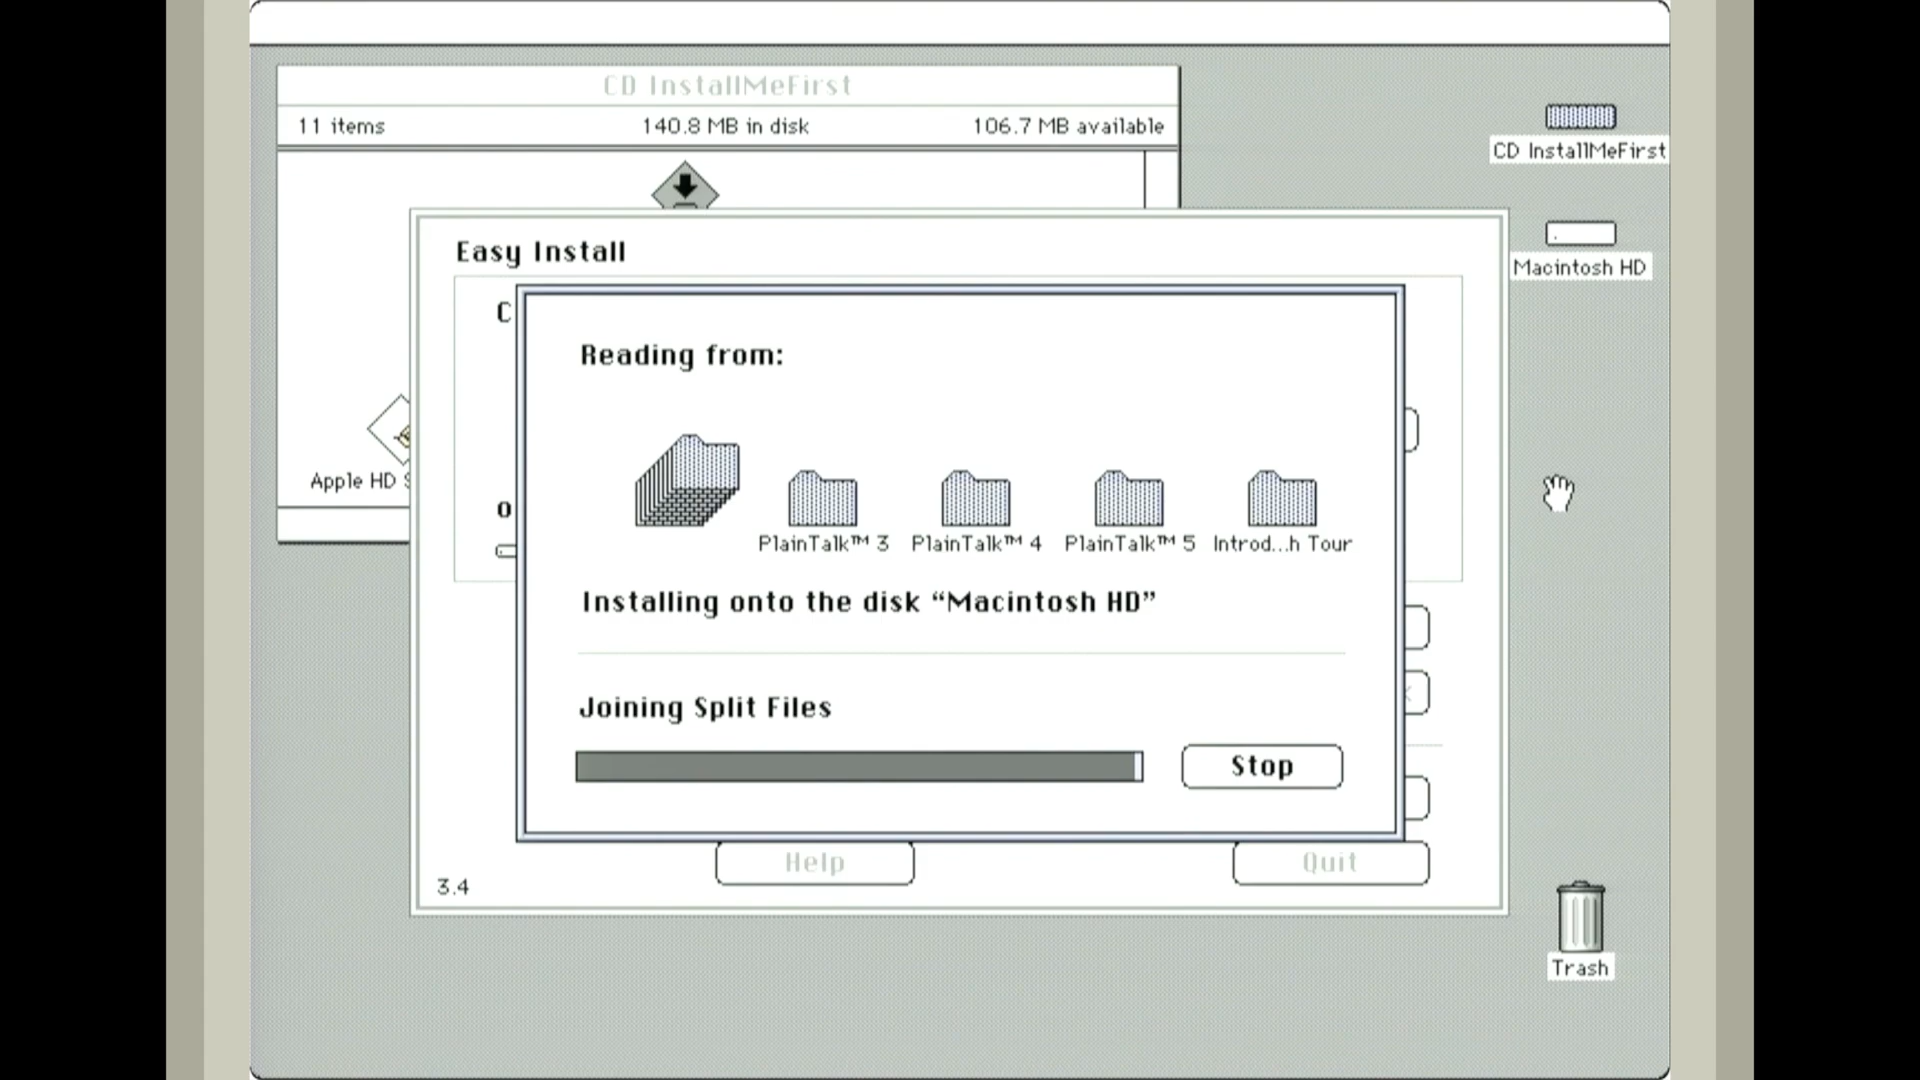 CD InstallMeFirst
11 items 140.8 MB in disk 106.7 MB available
CD InstallMeFirst
Macintosh HD
Easy Install
C
Reading from:
PlainTalk™ 3 PlainTalk™ 4 PlainTalk™ 5 Introd...h Tour
Apple HD S
Installing onto the disk “Macintosh HD”
Joining Split Files
Stop
Help Quit
3.4
Trash